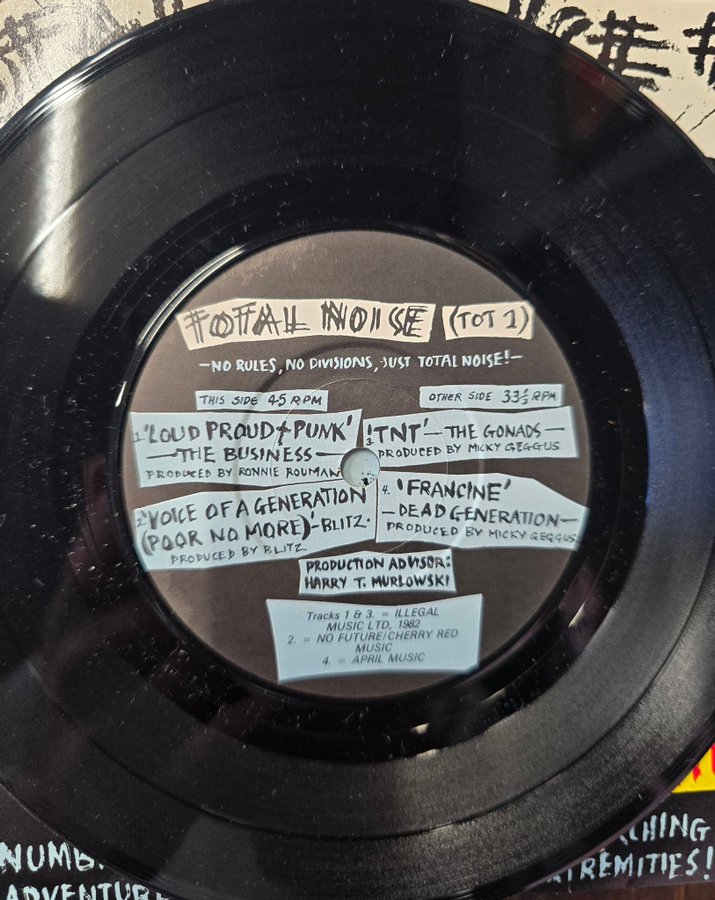 TOTAL NOISE (TOT 1)
—NO RULES, NO DIVISIONS, JUST TOTAL NOISE!—
THIS SIDE 45 RPM
1. 'LOUD PROUD + PUNK'
—THE BUSINESS—
PRODUCED BY RONNIE ROUMAN
2. 'VOICE OF A GENERATION
(POOR NO MORE)'-BLITZ.
PRODUCED BY BLITZ
OTHER SIDE 33⅓ RPM
3. 'TNT' — THE GONADS —
PRODUCED BY MICKY GEGGUS
4. 'FRANCINE'
— DEAD GENERATION —
PRODUCED BY MICKY GEGGUS
PRODUCTION ADVISOR:
HARRY T. MURLOWSKI
Tracks 1 & 3. = ILLEGAL
MUSIC LTD, 1982
2. = NO FUTURE/CHERRY RED
MUSIC
4. = APRIL MUSIC